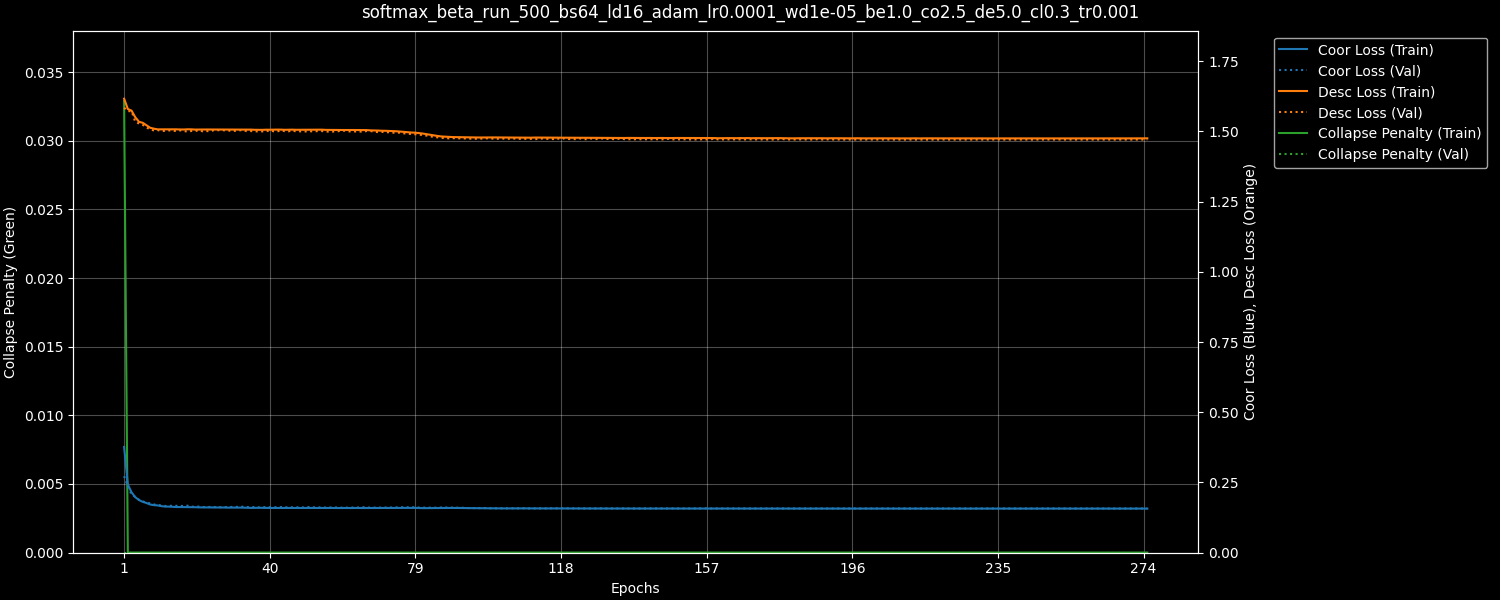 softmax_beta_run_500_bs64_ld16_adam_lr0.0001_wd1e-05_be1.0_co2.5_de5.0_cl0.3_tr0.001
Collapse Penalty (Green)
0.035
0.030
0.025
0.020
0.015
0.010
0.005
0.000
1
40
79
118
157
196
235
274
Epochs
1.75
1.50
1.25
1.00
0.75
0.50
0.25
0.00
Coor Loss (Blue), Desc Loss (Orange)
Coor Loss (Train)
Coor Loss (Val)
Desc Loss (Train)
Desc Loss (Val)
Collapse Penalty (Train)
Collapse Penalty (Val)